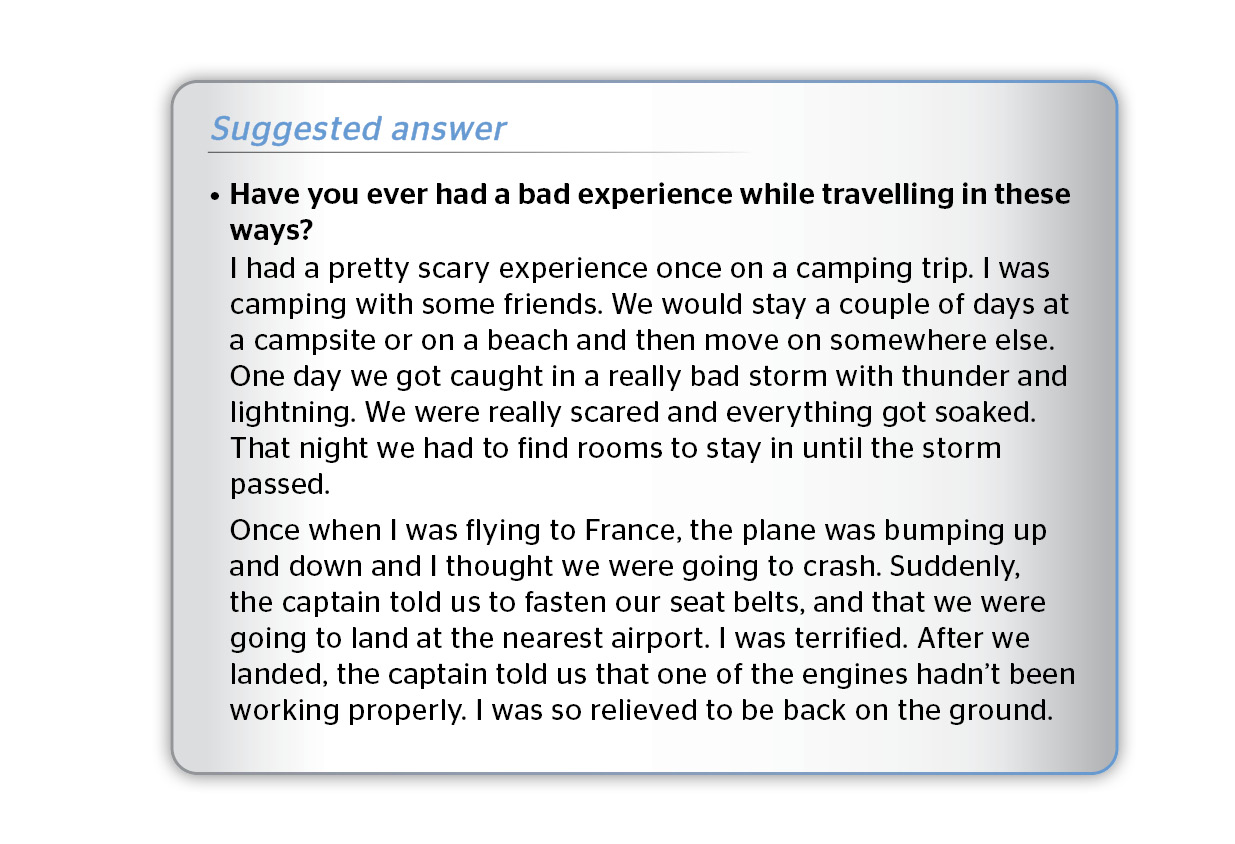 Suggested answer
• Have you ever had a bad experience while travelling in these
ways?
I had a pretty scary experience once on a camping trip. I was
camping with some friends. We would stay a couple of days at
a campsite or on a beach and then move on somewhere else.
One day we got caught in a really bad storm with thunder and
lightning. We were really scared and everything got soaked.
That night we had to find rooms to stay in until the storm
passed.
Once when I was flying to France, the plane was bumping up
and down and I thought we were going to crash. Suddenly,
the captain told us to fasten our seat belts, and that we were
going to land at the nearest airport. I was terrified. After we
landed, the captain told us that one of the engines hadn’t been
working properly. I was so relieved to be back on the ground.